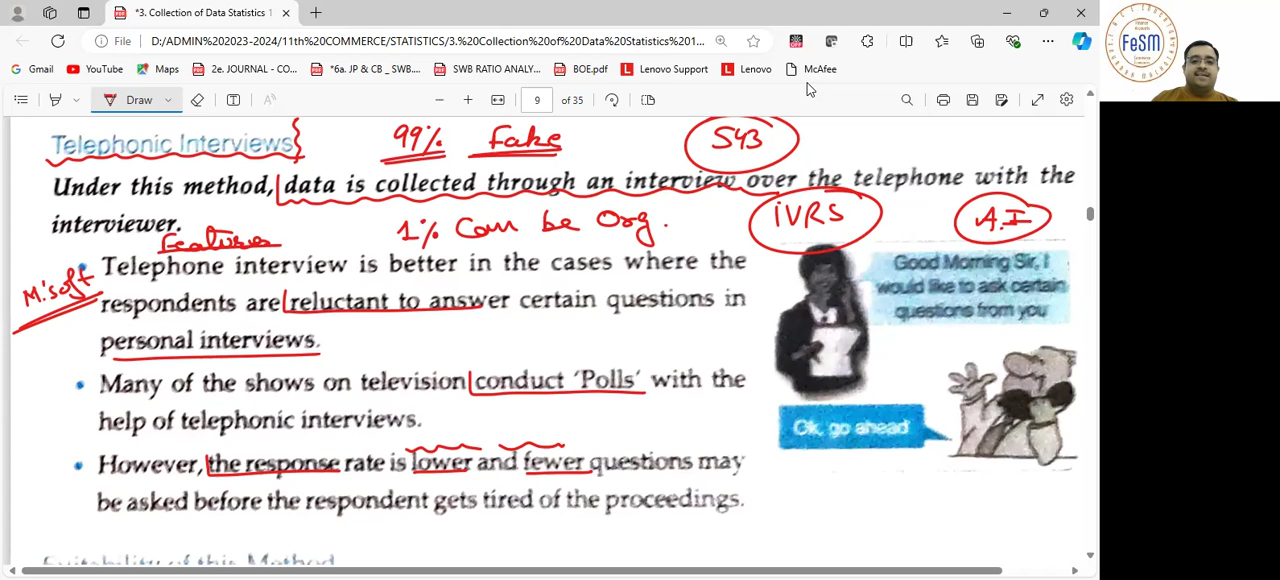 *3. Collection of Data Statistics 1
File
D:/ADMIN%202023-2024/11th%20COMMERCE/STATISTICS/3.%20Collection%20of%20Data%20Statistics%201...
Gmail YouTube Maps 2e. JOURNAL - CO... *6a. JP & CB _SWB.... SWB RATIO ANALY... BOE.pdf Lenovo Support Lenovo McAfee
Draw 9 of 35
FeSM
Telephonic Interviews 99% Fake 543
Under this method, data is collected through an interview over the telephone with the
interviewer. 1% Can be Org. IVRS A.I
Features
Telephone interview is better in the cases where the
M'soft
respondents are reluctant to answer certain questions in
personal interviews.
Many of the shows on television conduct 'Polls' with the
help of telephonic interviews.
However, the response rate is lower and fewer questions may
be asked before the respondent gets tired of the proceedings.
Good Morning Sir, I
would like to ask certain
questions from you
Ok, go ahead
Suitability of this Method